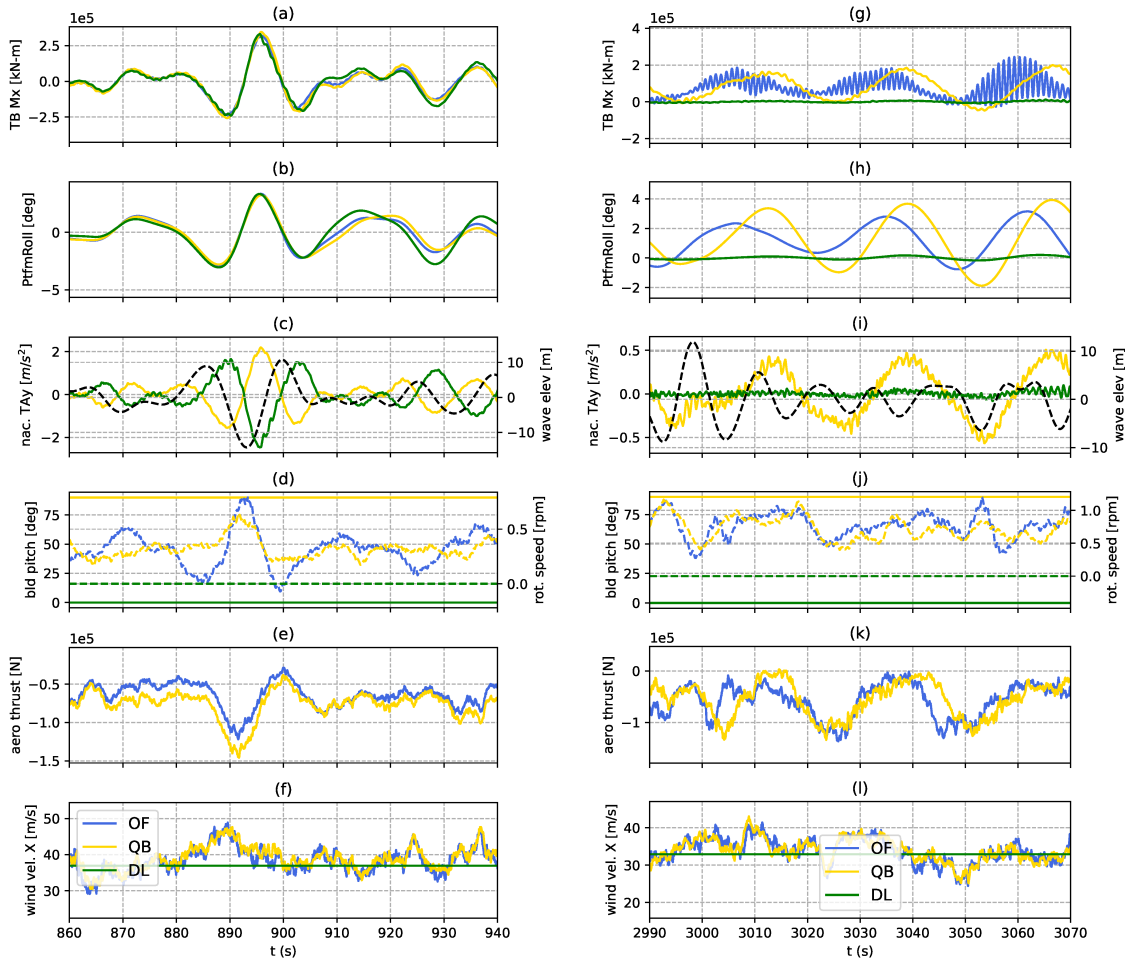 (a)
1e5
TB Mx [kN-m]
2.5
0.0
−2.5
(b)
PtfmRoll [deg]
0
−5
(c)
nac. TAy [m/s²]
2
0
−2
10
0
−10
wave elev [m]
(d)
bld pitch [deg]
75
50
25
0
0.5
0.0
rot. speed [rpm]
(e)
1e5
aero thrust [N]
−0.5
−1.0
−1.5
(f)
wind vel. X [m/s]
50
40
30
OF
QB
DL
860 870 880 890 900 910 920 930 940
t (s)
(g)
1e5
TB Mx [kN-m]
4
2
0
−2
(h)
PtfmRoll [deg]
4
2
0
−2
(i)
nac. TAy [m/s²]
0.5
0.0
−0.5
10
0
−10
wave elev [m]
(j)
bld pitch [deg]
75
50
25
0
1.0
0.5
0.0
rot. speed [rpm]
(k)
1e5
aero thrust [N]
0
−1
(l)
wind vel. X [m/s]
40
30
20
OF
QB
DL
2990 3000 3010 3020 3030 3040 3050 3060 3070
t (s)